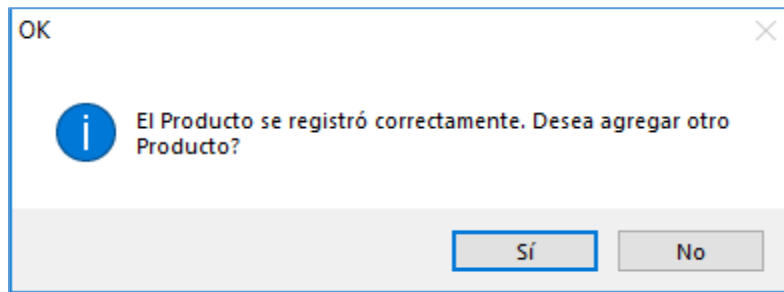 OK
El Producto se registró correctamente. Desea agregar otro
Producto?
Sí
No